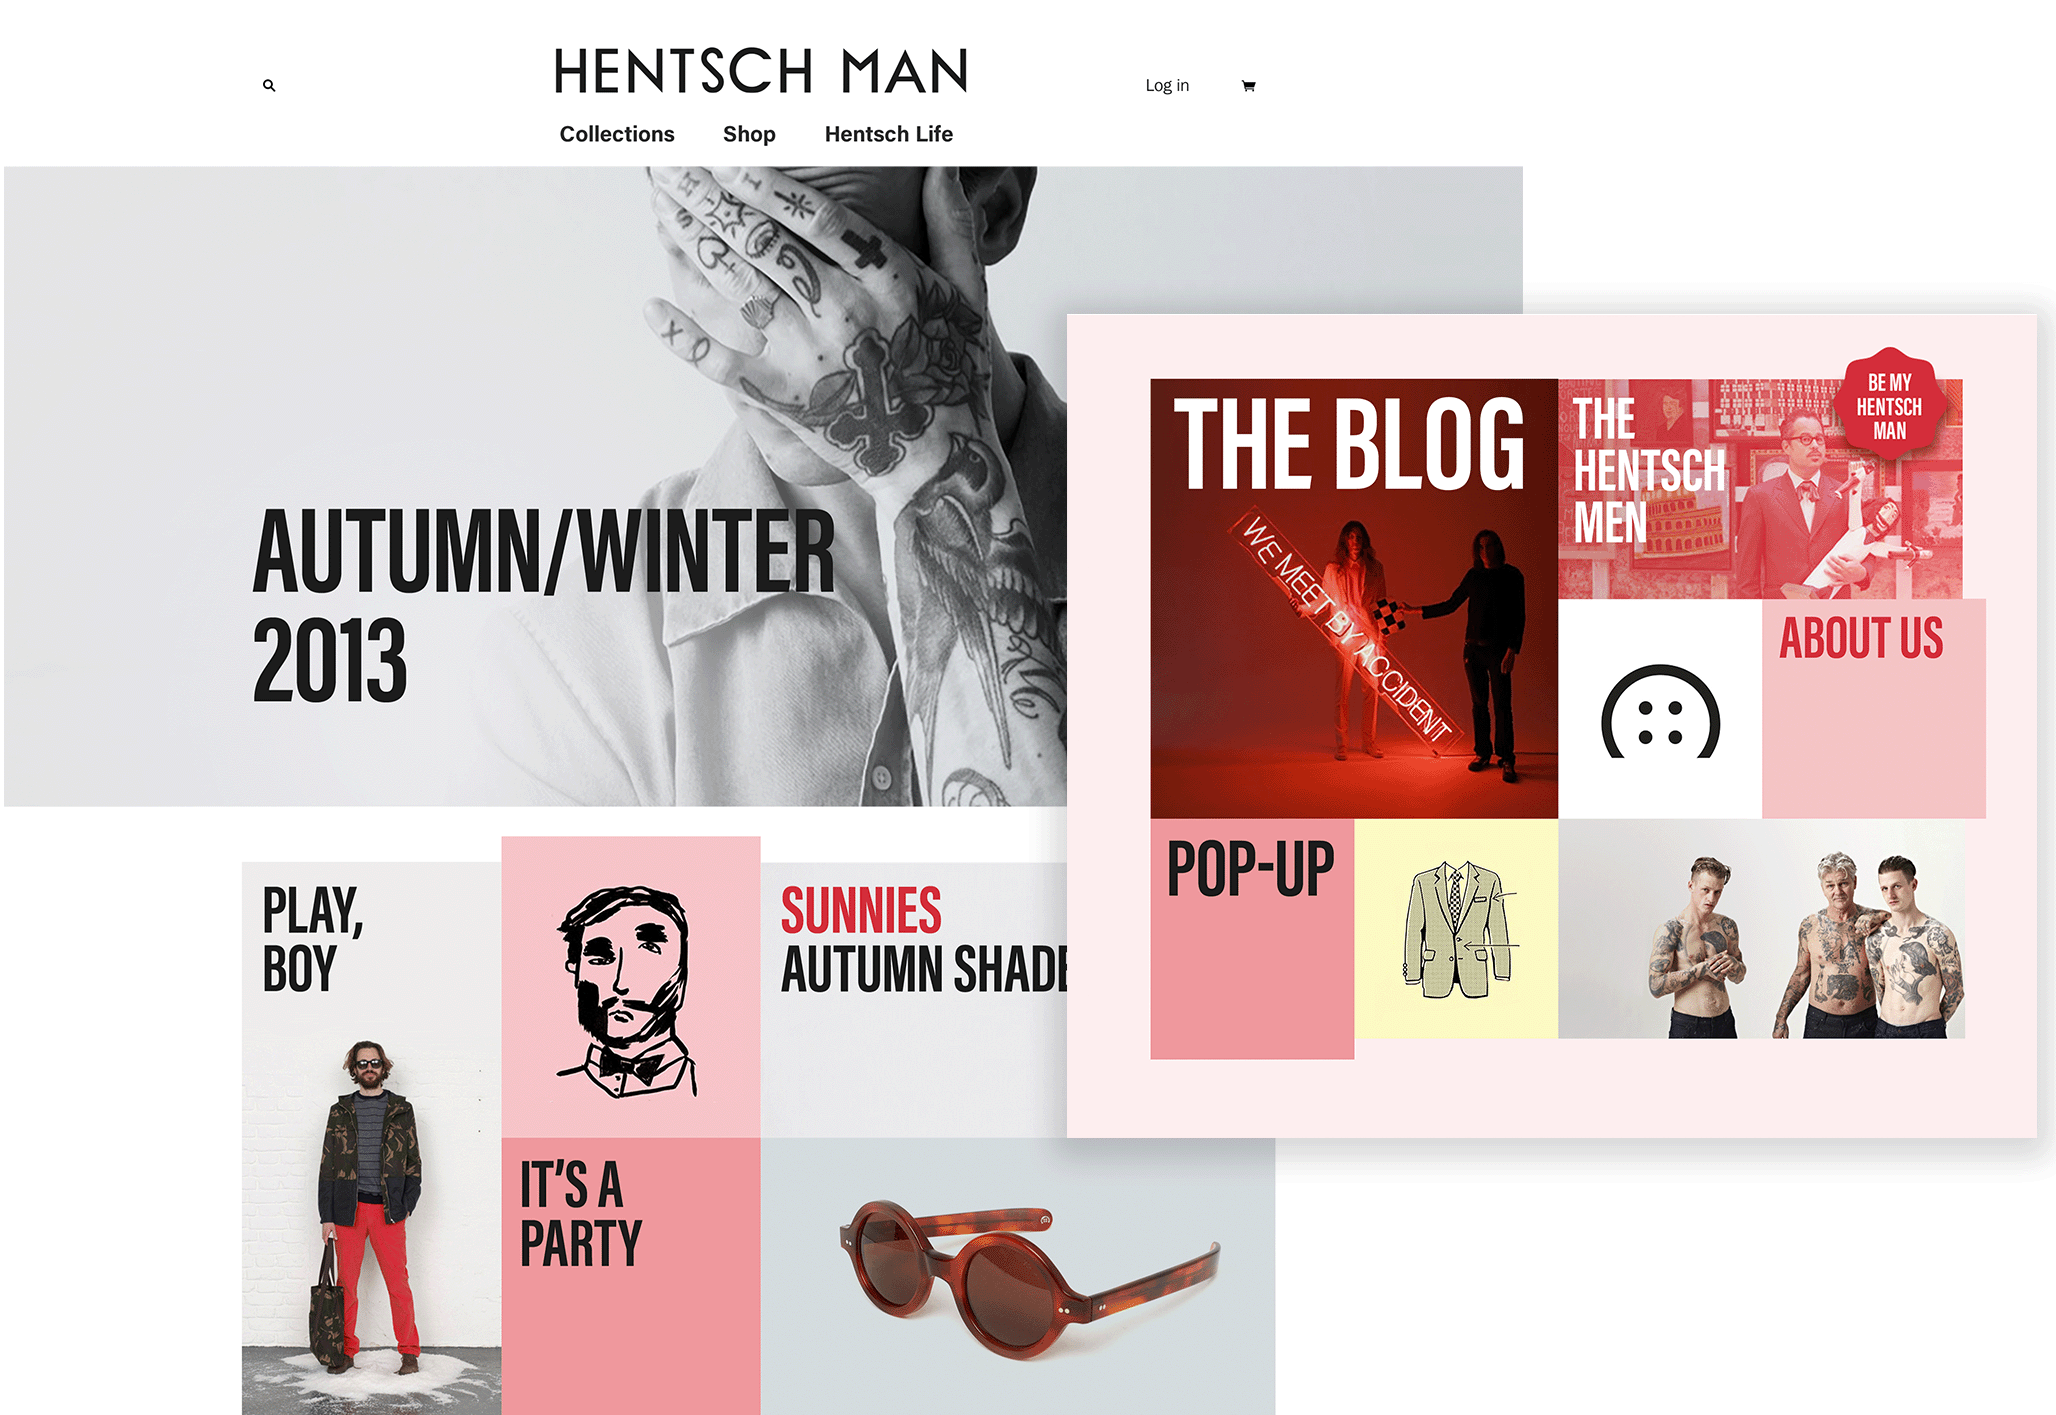 HENTSCH MAN
Log in
Collections Shop Hentsch Life
AUTUMN/WINTER
2013
PLAY,
BOY
SUNNIES
AUTUMN SHADE
IT'S A
PARTY
THE BLOG
WE MEET BY ACCIDENT
THE
HENTSCH
MEN
BE MY
HENTSCH
MAN
ABOUT US
POP-UP